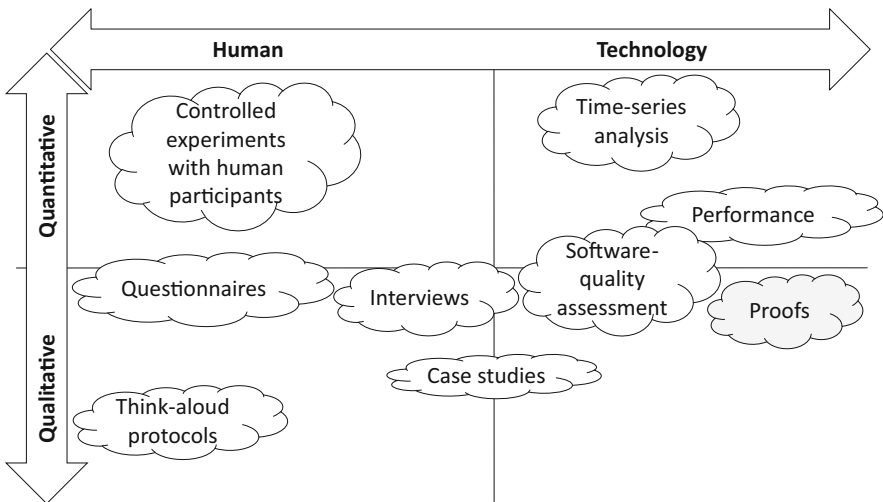 Human
Technology
Quantitative
Qualitative
Controlled
experiments
with human
participants
Time-series
analysis
Performance
Software-
quality
assessment
Questionnaires
Interviews
Proofs
Case studies
Think-aloud
protocols